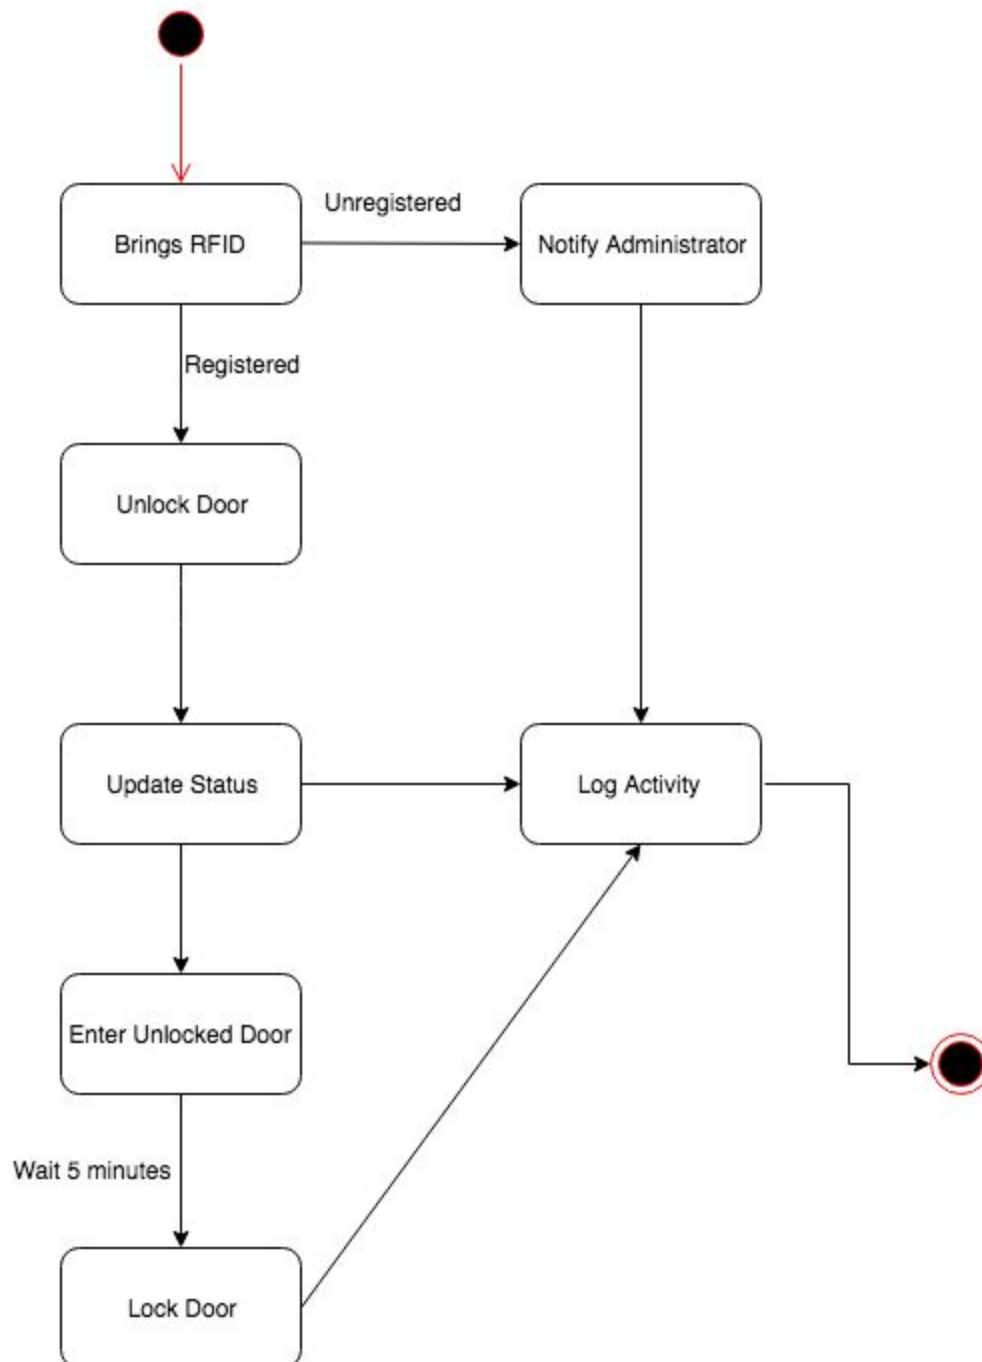 Unregistered
Brings RFID
Notify Administrator
Registered
Unlock Door
Update Status
Log Activity
Enter Unlocked Door
Wait 5 minutes
Lock Door